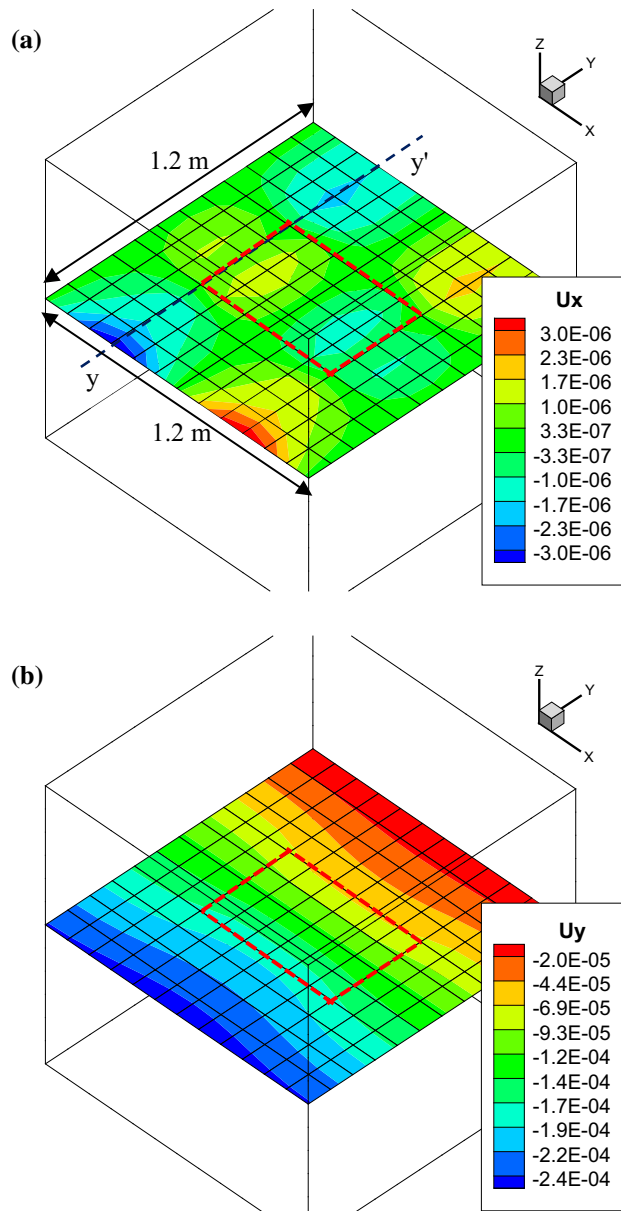 (a)
Z
Y
X
1.2 m
y'
y
1.2 m
Ux
3.0E-06
2.3E-06
1.7E-06
1.0E-06
3.3E-07
-3.3E-07
-1.0E-06
-1.7E-06
-2.3E-06
-3.0E-06
(b)
Z
Y
X
Uy
-2.0E-05
-4.4E-05
-6.9E-05
-9.3E-05
-1.2E-04
-1.4E-04
-1.7E-04
-1.9E-04
-2.2E-04
-2.4E-04